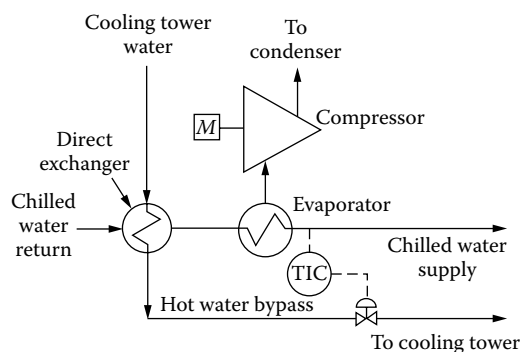 Cooling tower
water
To
condenser
Compressor
M
Direct
exchanger
Chilled
water
return
Evaporator
Chilled water
supply
TIC
Hot water bypass
To cooling tower